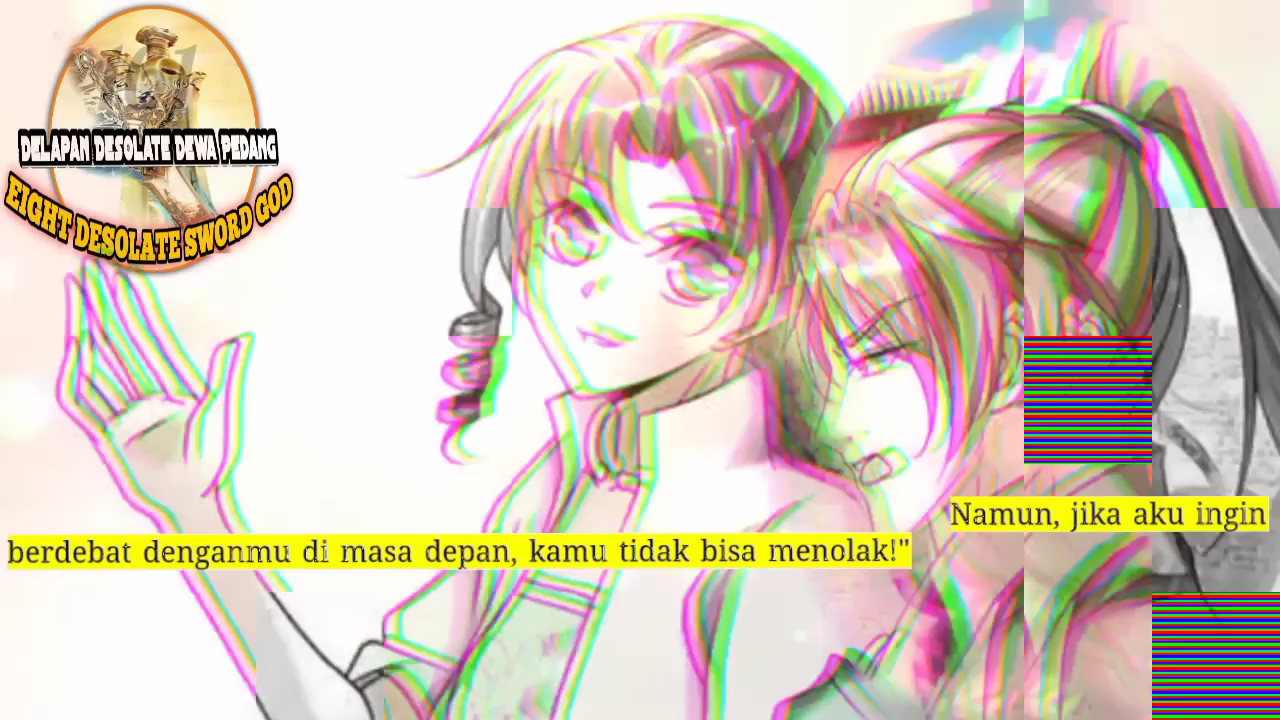 DELAPAN DESOLATE DEWA PEDANG
EIGHT DESOLATE SWORD GOD
Namun, jika aku ingin
berdebat denganmu di masa depan, kamu tidak bisa menolak!"